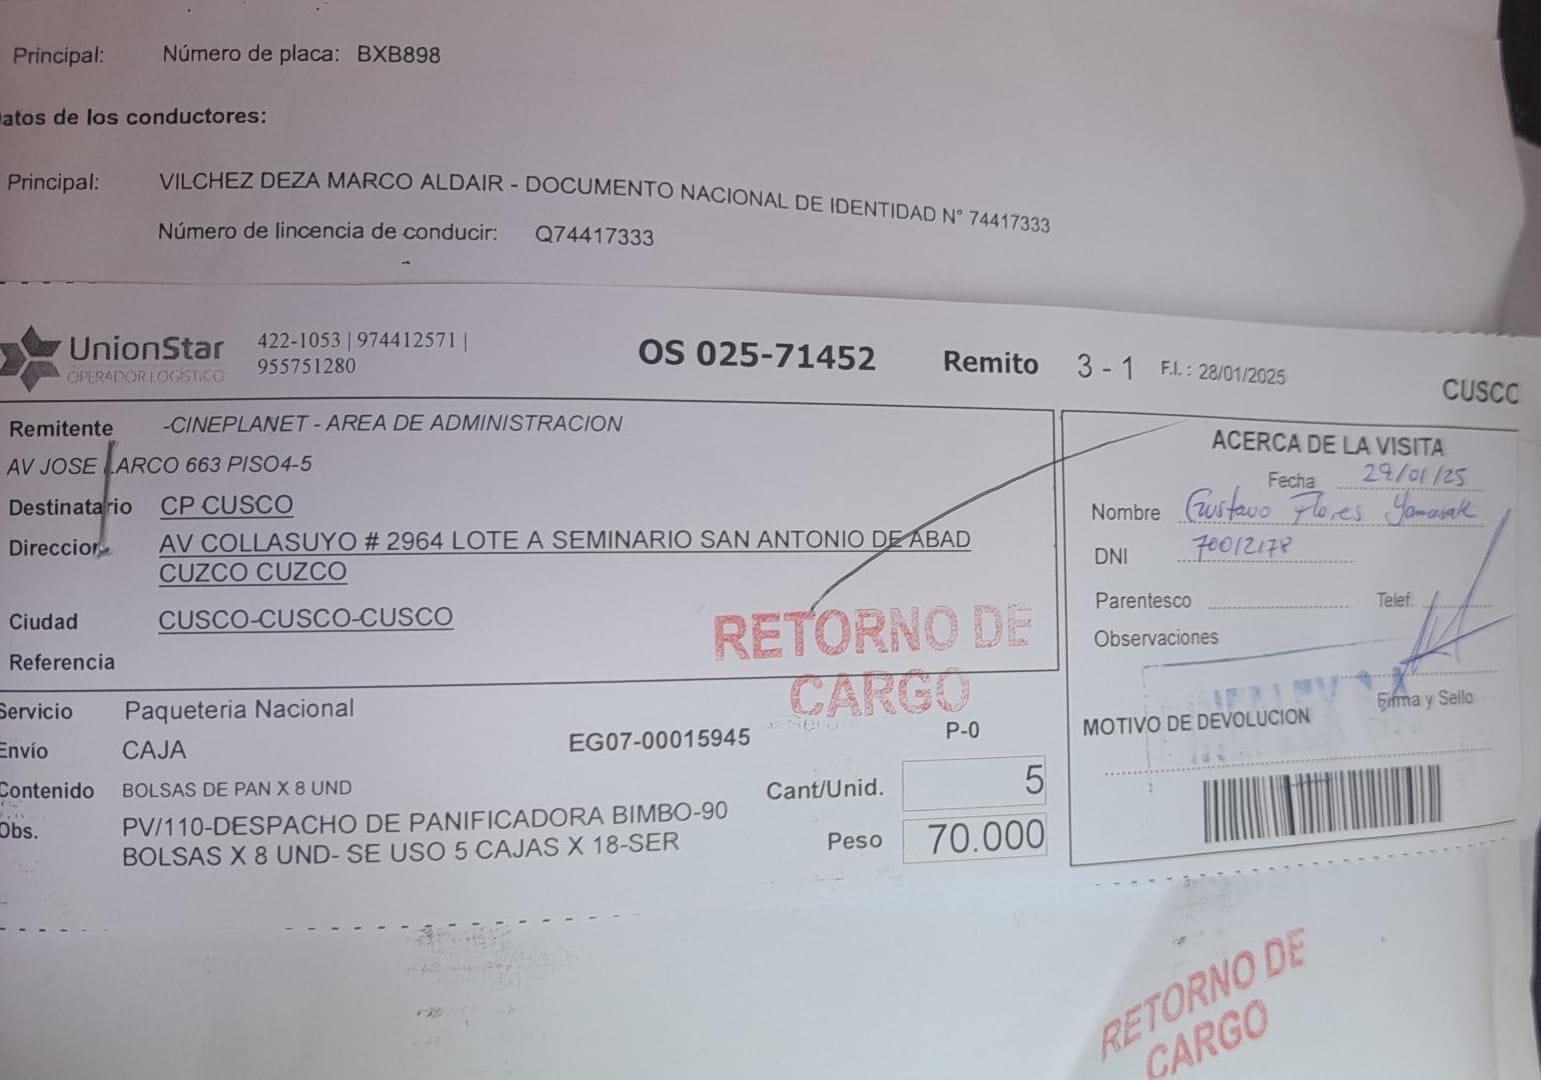 Principal: Número de placa: BXB898
atos de los conductores:
Principal: VILCHEZ DEZA MARCO ALDAIR - DOCUMENTO NACIONAL DE IDENTIDAD N° 74417333
Número de lincencia de conducir: Q74417333
UnionStar
OPERADOR LOGÍSTICO
422-1053 | 974412571 |
955751280
OS 025-71452 Remito 3 - 1 F.I. : 28/01/2025
CUSCO
Remitente -CINEPLANET - AREA DE ADMINISTRACION
AV JOSE LARCO 663 PISO4-5
Destinatario CP CUSCO
Direccion AV COLLASUYO # 2964 LOTE A SEMINARIO SAN ANTONIO DE ABAD
CUZCO CUZCO
Ciudad CUSCO-CUSCO-CUSCO
Referencia
RETORNO DE
CARGO
Servicio Paqueteria Nacional
Envío CAJA
EG07-00015945
P-0
Contenido BOLSAS DE PAN X 8 UND
Cant/Unid. 5
Obs. PV/110-DESPACHO DE PANIFICADORA BIMBO-90
BOLSAS X 8 UND- SE USO 5 CAJAS X 18-SER
Peso 70.000
ACERCA DE LA VISITA
Fecha 29/01/25
Nombre Gustavo Flores Yamasak
DNI 70012178
Parentesco Telef.
Observaciones
Firma y Sello
MOTIVO DE DEVOLUCION
RETORNO DE
CARGO